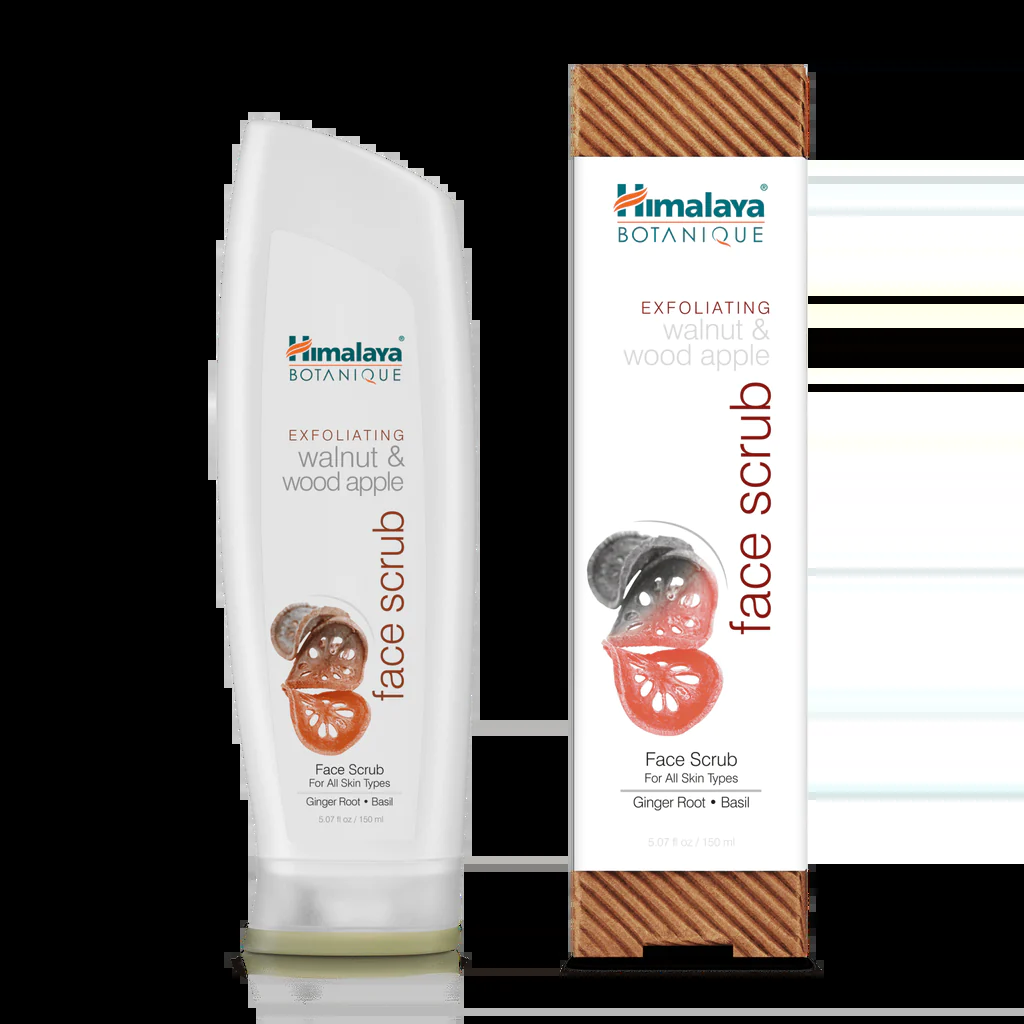 Himalaya®
BOTANIQUE
EXFOLIATING
walnut &
wood apple
face scrub
Face Scrub
For All Skin Types
Ginger Root • Basil
5.07 fl oz / 150 ml
Himalaya®
BOTANIQUE
EXFOLIATING
walnut &
wood apple
face scrub
Face Scrub
For All Skin Types
Ginger Root • Basil
5.07 fl oz / 150 ml